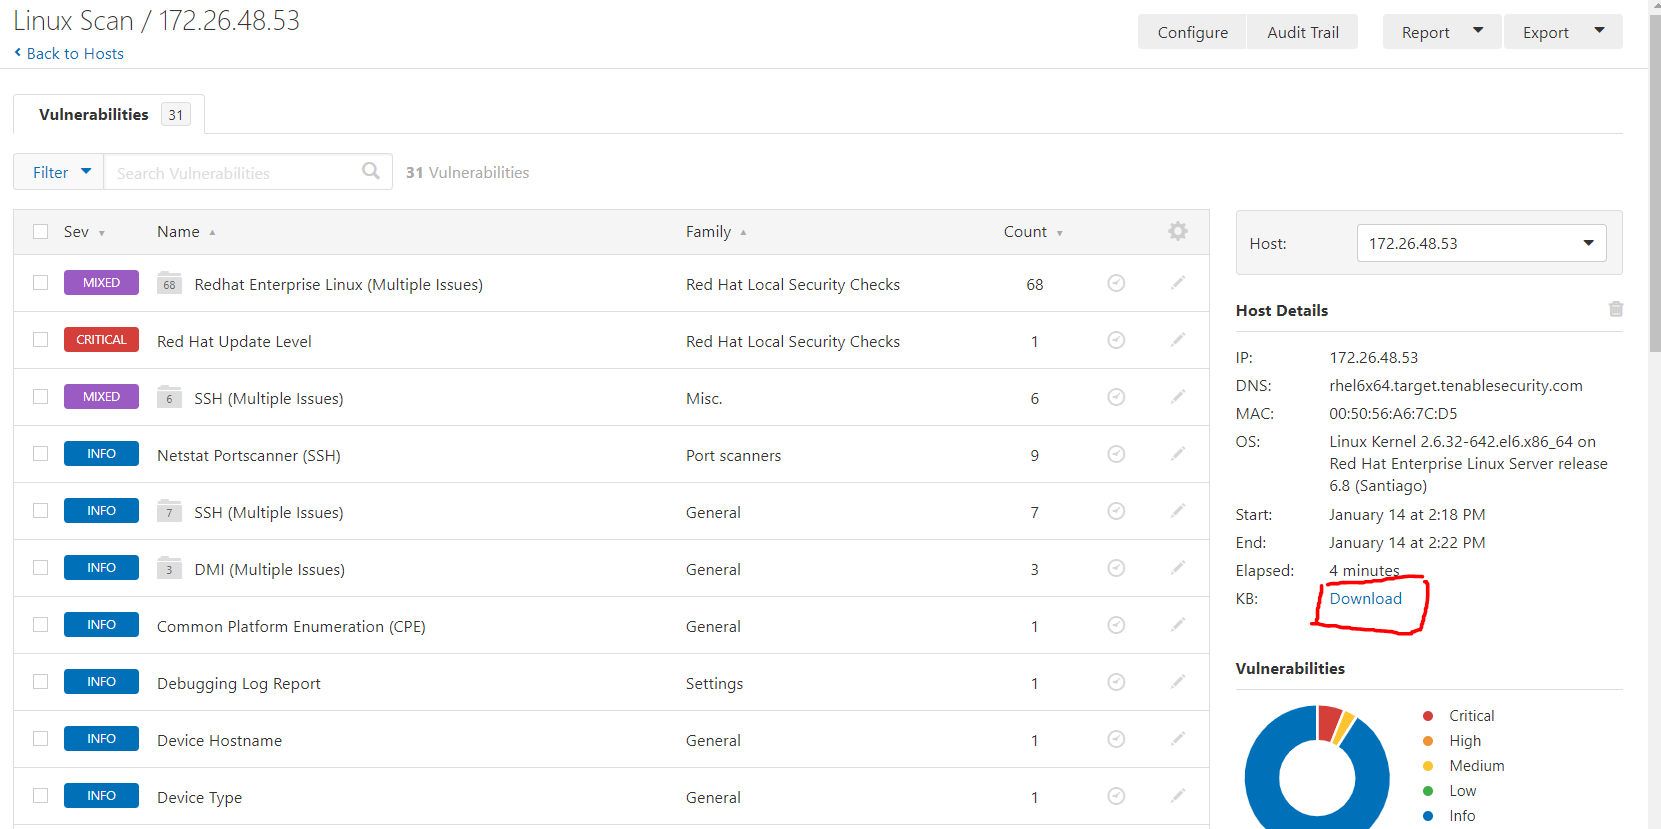 Linux Scan / 172.26.48.53
Back to Hosts
Configure Audit Trail Report Export
Vulnerabilities 31
Filter Search Vulnerabilities 31 Vulnerabilities
Sev Name Family Count
MIXED 68 Redhat Enterprise Linux (Multiple Issues) Red Hat Local Security Checks 68
CRITICAL Red Hat Update Level Red Hat Local Security Checks 1
MIXED 6 SSH (Multiple Issues) Misc. 6
INFO Netstat Portscanner (SSH) Port scanners 9
INFO 7 SSH (Multiple Issues) General 7
INFO 3 DMI (Multiple Issues) General 3
INFO Common Platform Enumeration (CPE) General 1
INFO Debugging Log Report Settings 1
INFO Device Hostname General 1
INFO Device Type General 1
Host: 172.26.48.53
Host Details
IP: 172.26.48.53
DNS: rhel6x64.target.tenablesecurity.com
MAC: 00:50:56:A6:7C:D5
OS: Linux Kernel 2.6.32-642.el6.x86_64 on
Red Hat Enterprise Linux Server release
6.8 (Santiago)
Start: January 14 at 2:18 PM
End: January 14 at 2:22 PM
Elapsed: 4 minutes
KB: Download
Vulnerabilities
Critical
High
Medium
Low
Info